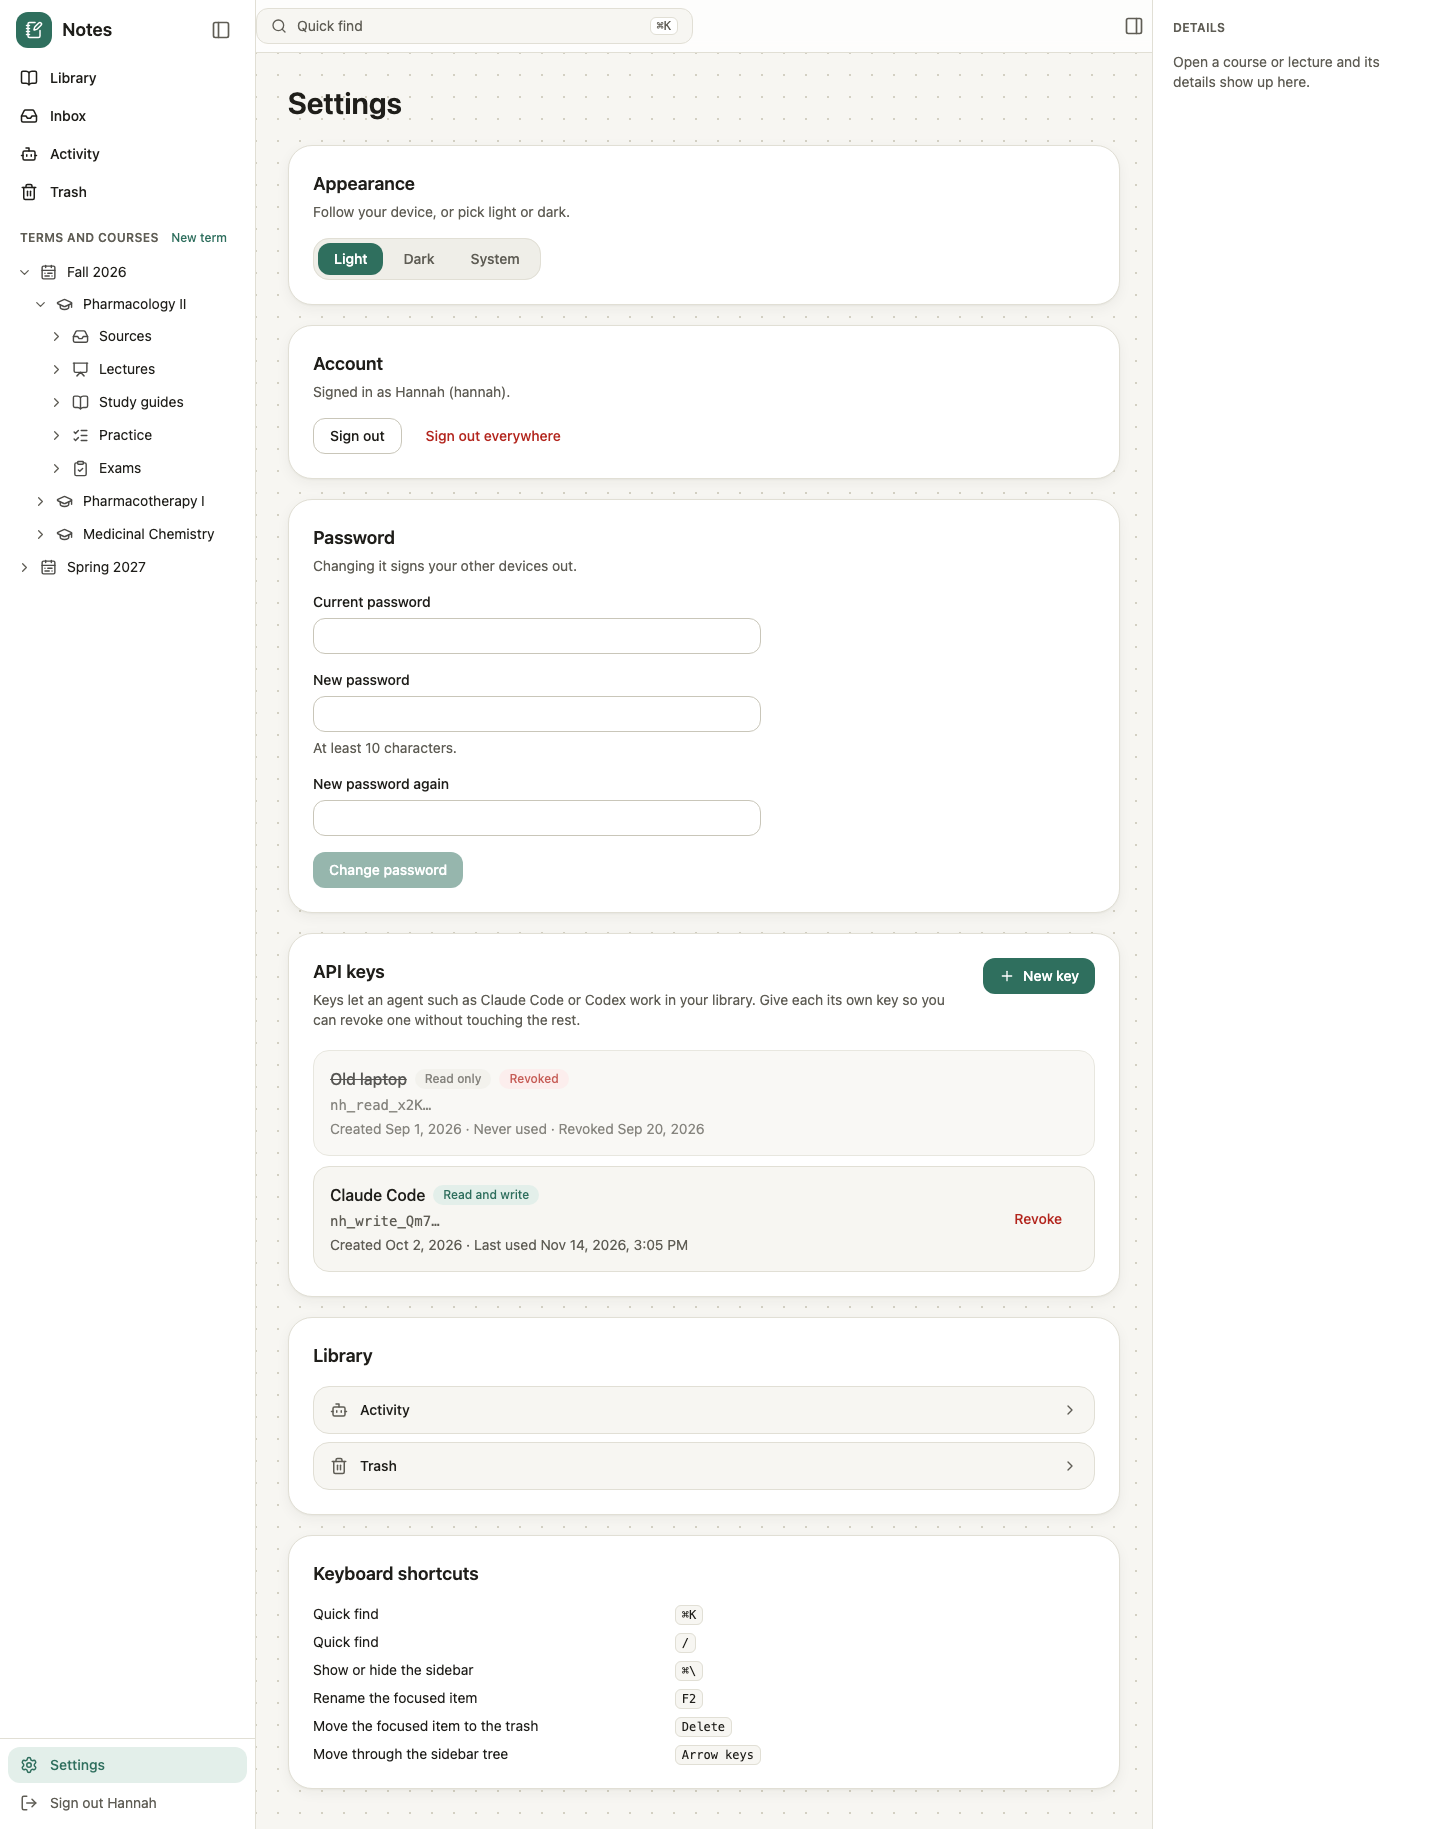 Notes
Library
Inbox
Activity
Trash
TERMS AND COURSES New term
Fall 2026
Pharmacology II
Sources
Lectures
Study guides
Practice
Exams
Pharmacotherapy I
Medicinal Chemistry
Spring 2027
Settings
Sign out Hannah
Quick find ⌘K
Settings
Appearance
Follow your device, or pick light or dark.
Light Dark System
Account
Signed in as Hannah (hannah).
Sign out Sign out everywhere
Password
Changing it signs your other devices out.
Current password
New password
At least 10 characters.
New password again
Change password
API keys
New key
Keys let an agent such as Claude Code or Codex work in your library. Give each its own key so you
can revoke one without touching the rest.
Old laptop Read only Revoked
nh_read_x2K…
Created Sep 1, 2026 · Never used · Revoked Sep 20, 2026
Claude Code Read and write
nh_write_Qm7…
Revoke
Created Oct 2, 2026 · Last used Nov 14, 2026, 3:05 PM
Library
Activity
Trash
Keyboard shortcuts
Quick find ⌘K
Quick find /
Show or hide the sidebar ⌘\
Rename the focused item F2
Move the focused item to the trash Delete
Move through the sidebar tree Arrow keys
DETAILS
Open a course or lecture and its
details show up here.